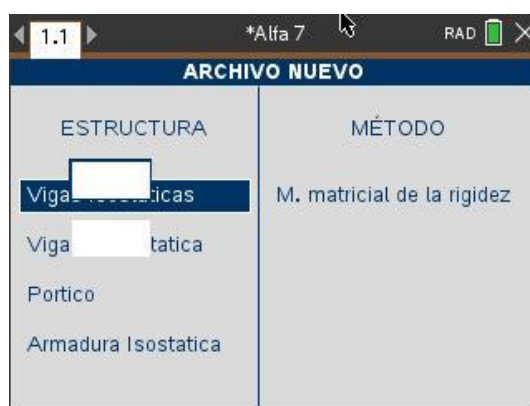 1.1 *Alfa 7 RAD
ARCHIVO NUEVO
ESTRUCTURA
MÉTODO
Viga ticas
M. matricial de la rigidez
Viga tatica
Portico
Armadura Isostatica